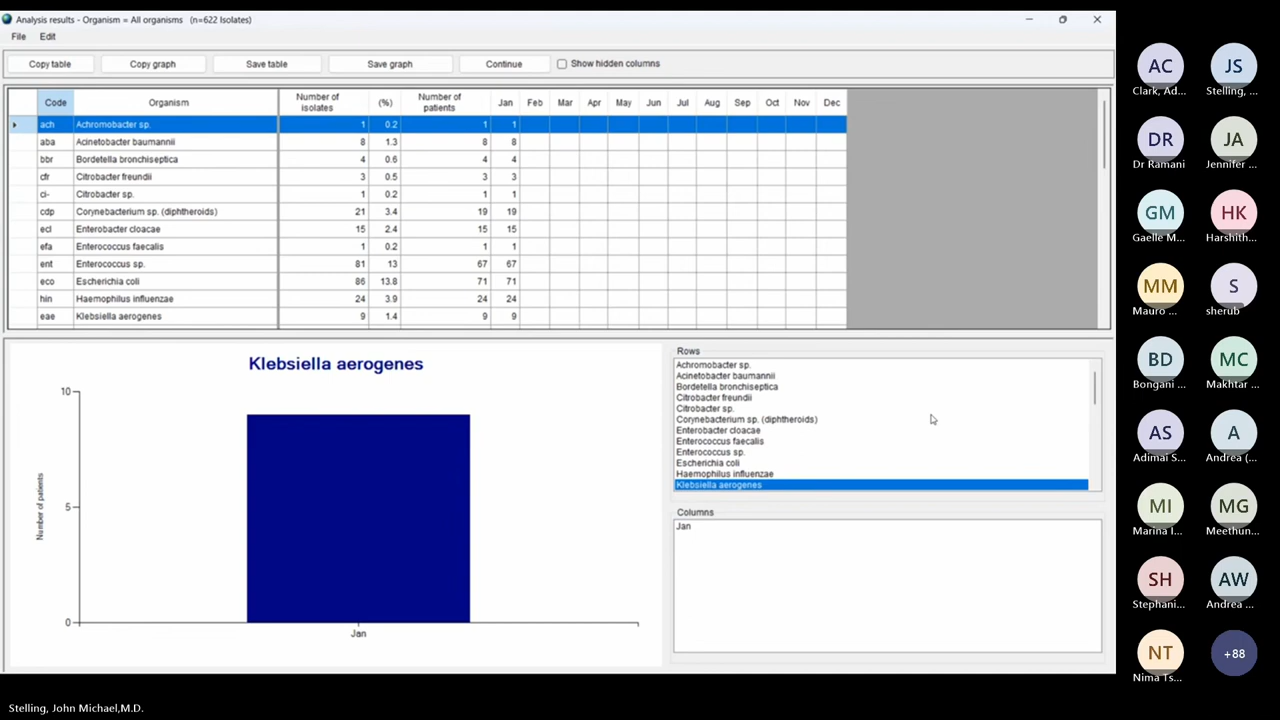 Analysis results - Organism = All organisms (n=622 Isolates)
File Edit
Copy table Copy graph Save table Save graph Continue Show hidden columns
Code Organism Number of isolates (%) Number of patients Jan Feb Mar Apr May Jun Jul Aug Sep Oct Nov Dec
ach Achromobacter sp. 1 0.2 1 1
aba Acinetobacter baumannii 8 1.3 8 8
bbr Bordetella bronchiseptica 4 0.6 4 4
cfr Citrobacter freundii 3 0.5 3 3
ci- Citrobacter sp. 1 0.2 1 1
cdp Corynebacterium sp. (diphtheroids) 21 3.4 19 19
ecl Enterobacter cloacae 15 2.4 15 15
efa Enterococcus faecalis 1 0.2 1 1
ent Enterococcus sp. 81 13 67 67
eco Escherichia coli 86 13.8 71 71
hin Haemophilus influenzae 24 3.9 24 24
eae Klebsiella aerogenes 9 1.4 9 9
Klebsiella aerogenes
10
5
0
Number of patients
Jan
Rows
Achromobacter sp.
Acinetobacter baumannii
Bordetella bronchiseptica
Citrobacter freundii
Citrobacter sp.
Corynebacterium sp. (diphtheroids)
Enterobacter cloacae
Enterococcus faecalis
Enterococcus sp.
Escherichia coli
Haemophilus influenzae
Klebsiella aerogenes
Columns
Jan
AC JS
Clark, Ad... Stelling, ...
DR JA
Dr Ramani Jennifer ...
GM HK
Gaelle M... Harshith...
MM S
Mauro ... sherub
BD MC
Bongani ... Makhtar ...
AS A
Adimai S... Andrea (...
MI MG
Marina I... Meethun...
SH AW
Stephani... Andrea ...
NT +88
Nima Ts...
Stelling, John Michael,M.D.